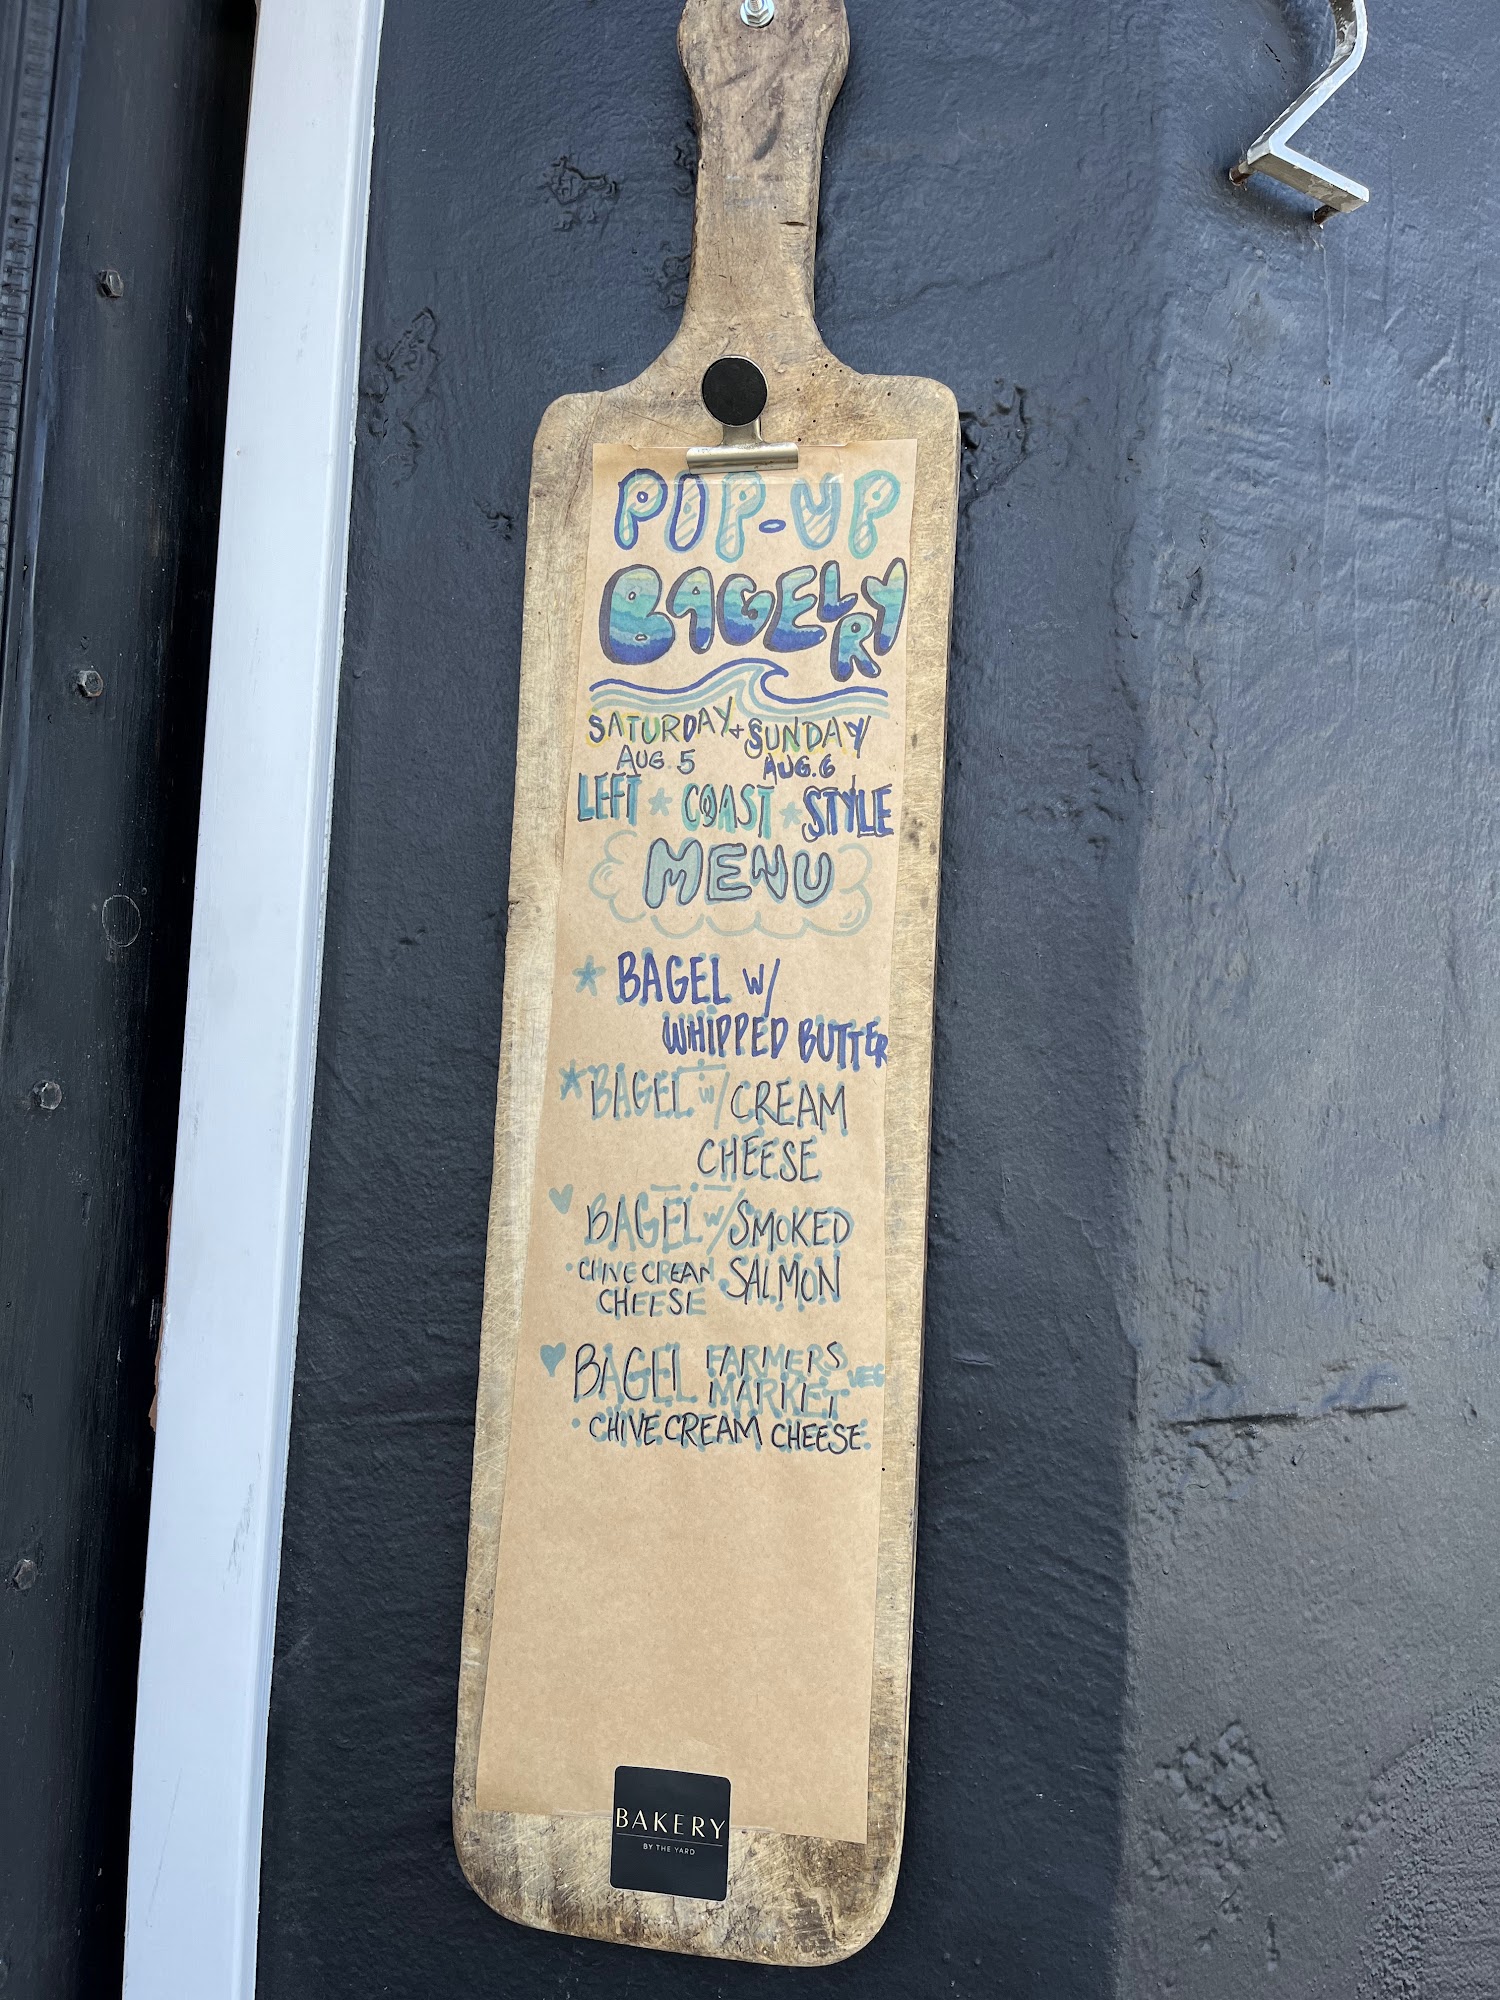 POP-UP
BAGELRY
SATURDAY + SUNDAY
AUG. 5 AUG. 6
LEFT * COAST * STYLE
MENU
* BAGEL w/
WHIPPED BUTTER
* BAGEL w/ CREAM
CHEESE
BAGEL w/ SMOKED
SALMON
• CHIVE CREAM
CHEESE
BAGEL FARMERS
MARKET VEG
• CHIVE CREAM CHEESE
BAKERY
BY THE YARD